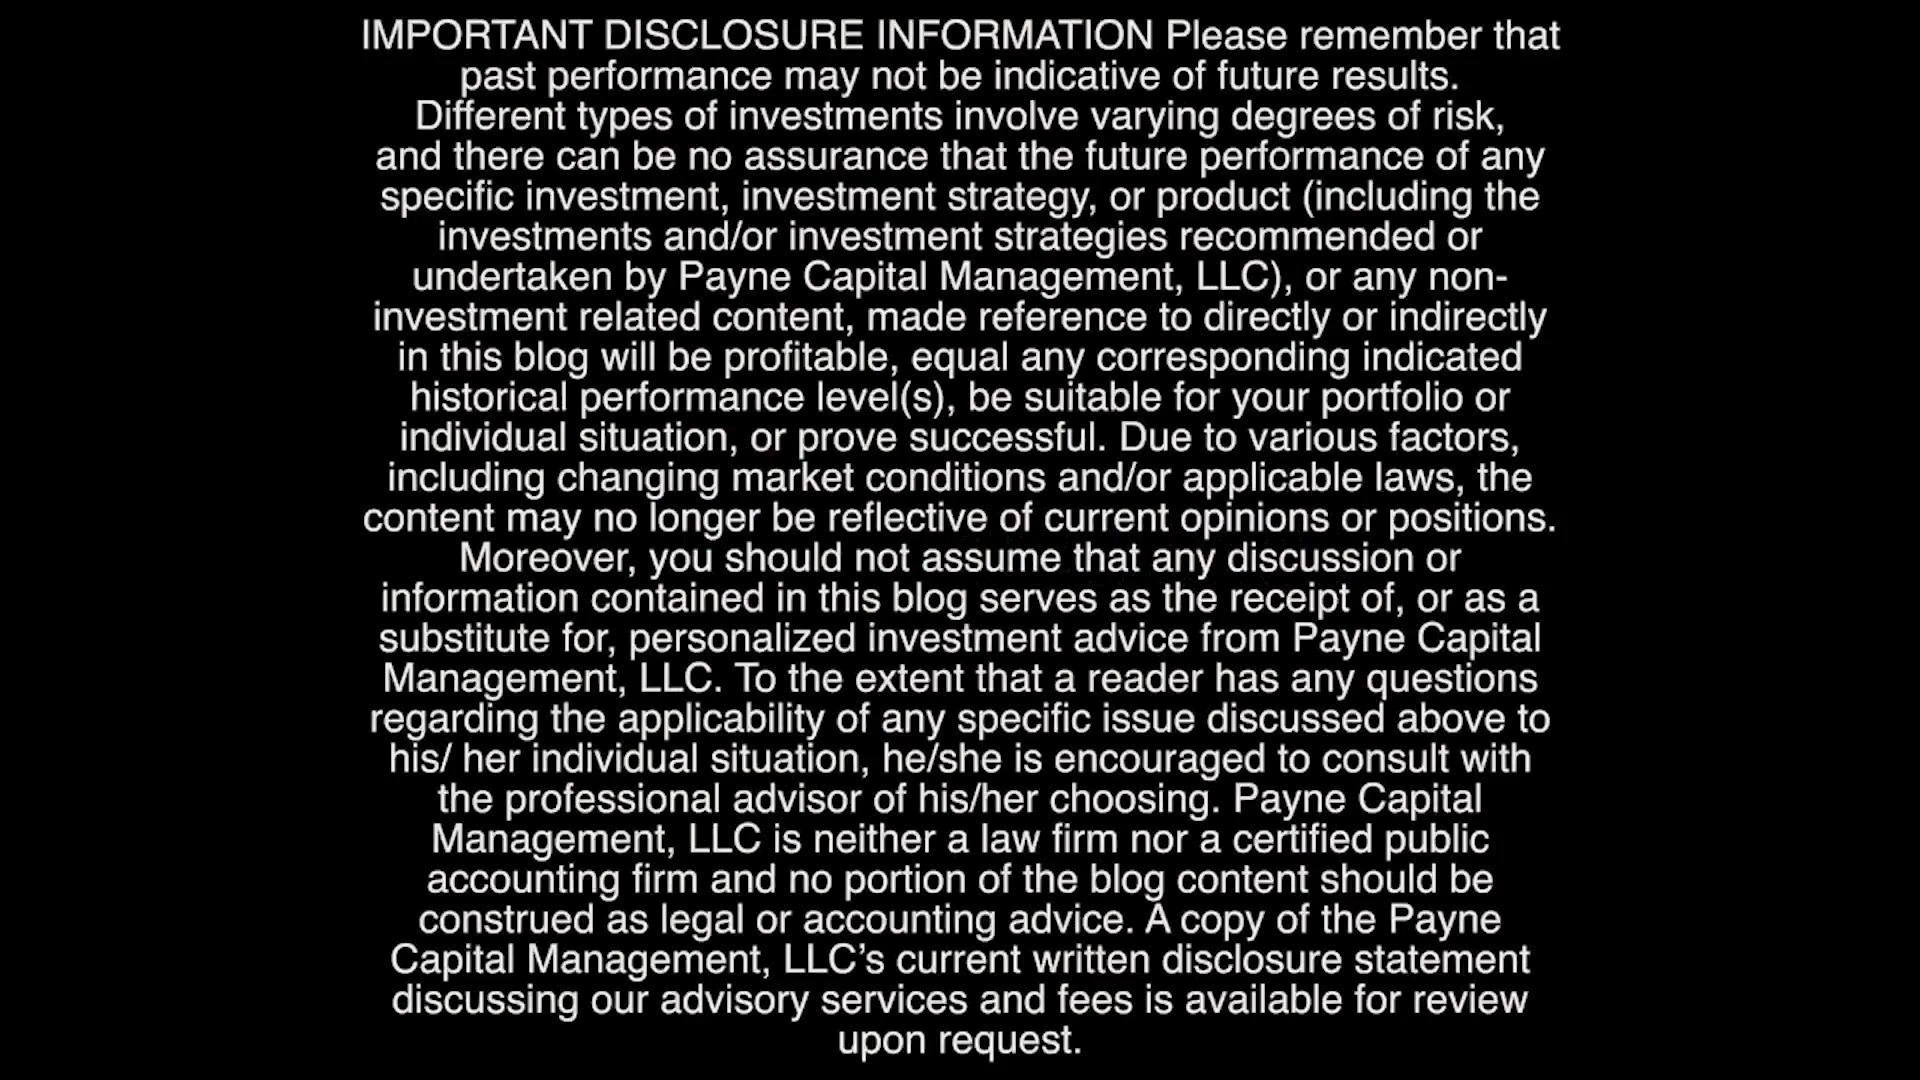 IMPORTANT DISCLOSURE INFORMATION Please remember that
past performance may not be indicative of future results.
Different types of investments involve varying degrees of risk,
and there can be no assurance that the future performance of any
specific investment, investment strategy, or product (including the
investments and/or investment strategies recommended or
undertaken by Payne Capital Management, LLC), or any non-
investment related content, made reference to directly or indirectly
in this blog will be profitable, equal any corresponding indicated
historical performance level(s), be suitable for your portfolio or
individual situation, or prove successful. Due to various factors,
including changing market conditions and/or applicable laws, the
content may no longer be reflective of current opinions or positions.
Moreover, you should not assume that any discussion or
information contained in this blog serves as the receipt of, or as a
substitute for, personalized investment advice from Payne Capital
Management, LLC. To the extent that a reader has any questions
regarding the applicability of any specific issue discussed above to
his/ her individual situation, he/she is encouraged to consult with
the professional advisor of his/her choosing. Payne Capital
Management, LLC is neither a law firm nor a certified public
accounting firm and no portion of the blog content should be
construed as legal or accounting advice. A copy of the Payne
Capital Management, LLC’s current written disclosure statement
discussing our advisory services and fees is available for review
upon request.